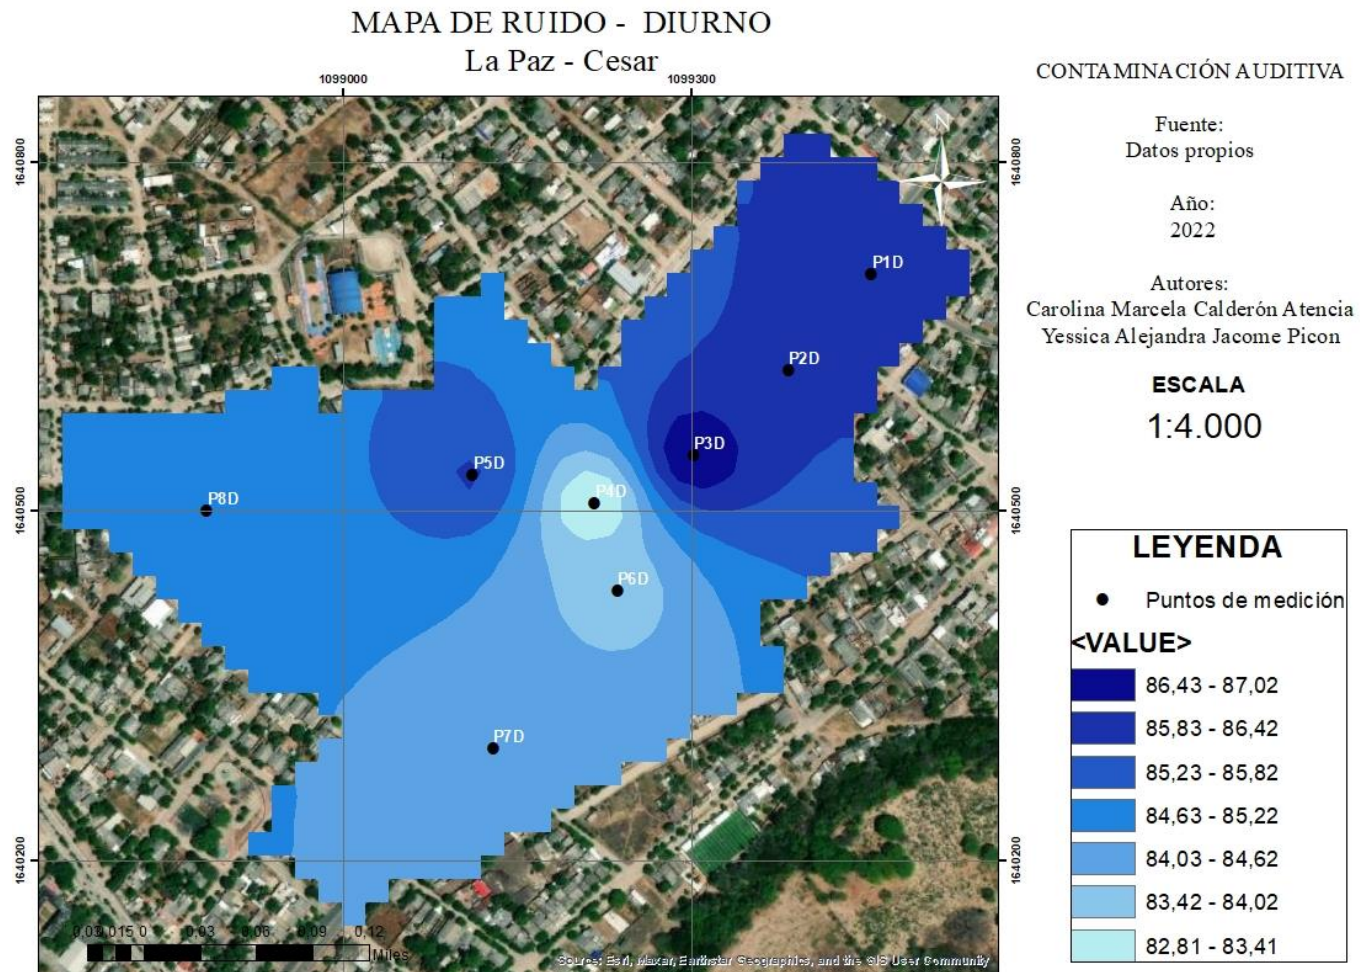 MAPA DE RUIDO - DIURNO
La Paz - Cesar
1099000
1099300
1640800
1640800
1640500
1640500
1640200
1640200
N
P1D
P2D
P3D
P5D
P4D
P8D
P6D
P7D
0,03 0,015 0 0,03 0,06 0,09 0,12
Miles
Source: Esri, Maxar, Earthstar Geographics, and the GIS User Community
CONTAMINACIÓN AUDITIVA
Fuente:
Datos propios
Año:
2022
Autores:
Carolina Marcela Calderón Atencia
Yessica Alejandra Jacome Picon
ESCALA
1:4.000
LEYENDA
Puntos de medición
<VALUE>
86,43 - 87,02
85,83 - 86,42
85,23 - 85,82
84,63 - 85,22
84,03 - 84,62
83,42 - 84,02
82,81 - 83,41